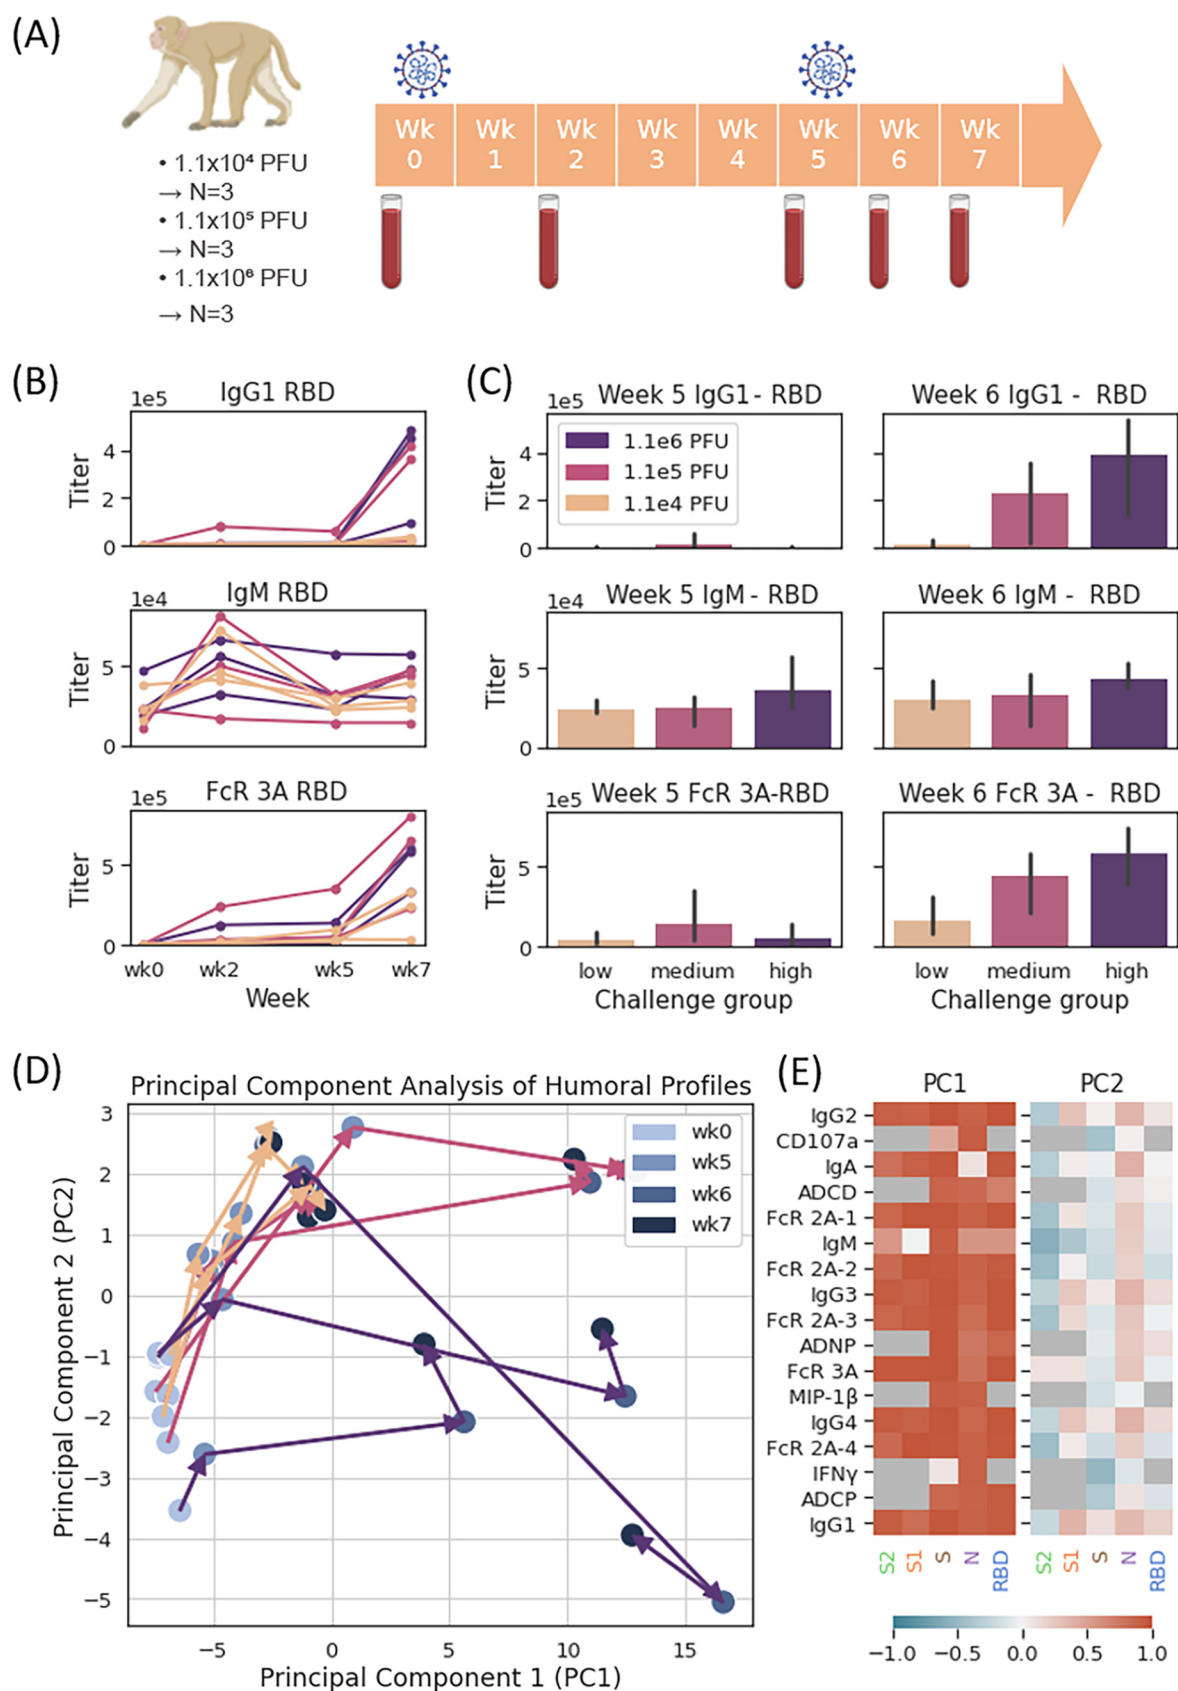 (A)
Wk 0
Wk 1
Wk 2
Wk 3
Wk 4
Wk 5
Wk 6
Wk 7
• 1.1x10⁴ PFU
→ N=3
• 1.1x10⁵ PFU
→ N=3
• 1.1x10⁶ PFU
→ N=3
(B)
IgG1 RBD
1e5
Titer
4
2
0
IgM RBD
1e4
Titer
5
0
FcR 3A RBD
1e5
Titer
5
0
wk0 wk2 wk5 wk7
Week
(C)
Week 5 IgG1- RBD
1e5
Titer
4
2
0
1.1e6 PFU
1.1e5 PFU
1.1e4 PFU
Week 6 IgG1 - RBD
4
2
0
Week 5 IgM- RBD
1e4
Titer
5
0
Week 6 IgM - RBD
5
0
Week 5 FcR 3A-RBD
1e5
Titer
5
0
low medium high
Challenge group
Week 6 FcR 3A - RBD
5
0
low medium high
Challenge group
(D)
Principal Component Analysis of Humoral Profiles
Principal Component 2 (PC2)
3
2
1
0
−1
−2
−3
−4
−5
wk0
wk5
wk6
wk7
−5 0 5 10 15
Principal Component 1 (PC1)
(E)
PC1 PC2
IgG2
CD107a
IgA
ADCD
FcR 2A-1
IgM
FcR 2A-2
IgG3
FcR 2A-3
ADNP
FcR 3A
MIP-1β
IgG4
FcR 2A-4
IFNγ
ADCP
IgG1
S2 S1 S N RBD
S2 S1 S N RBD
−1.0 −0.5 0.0 0.5 1.0